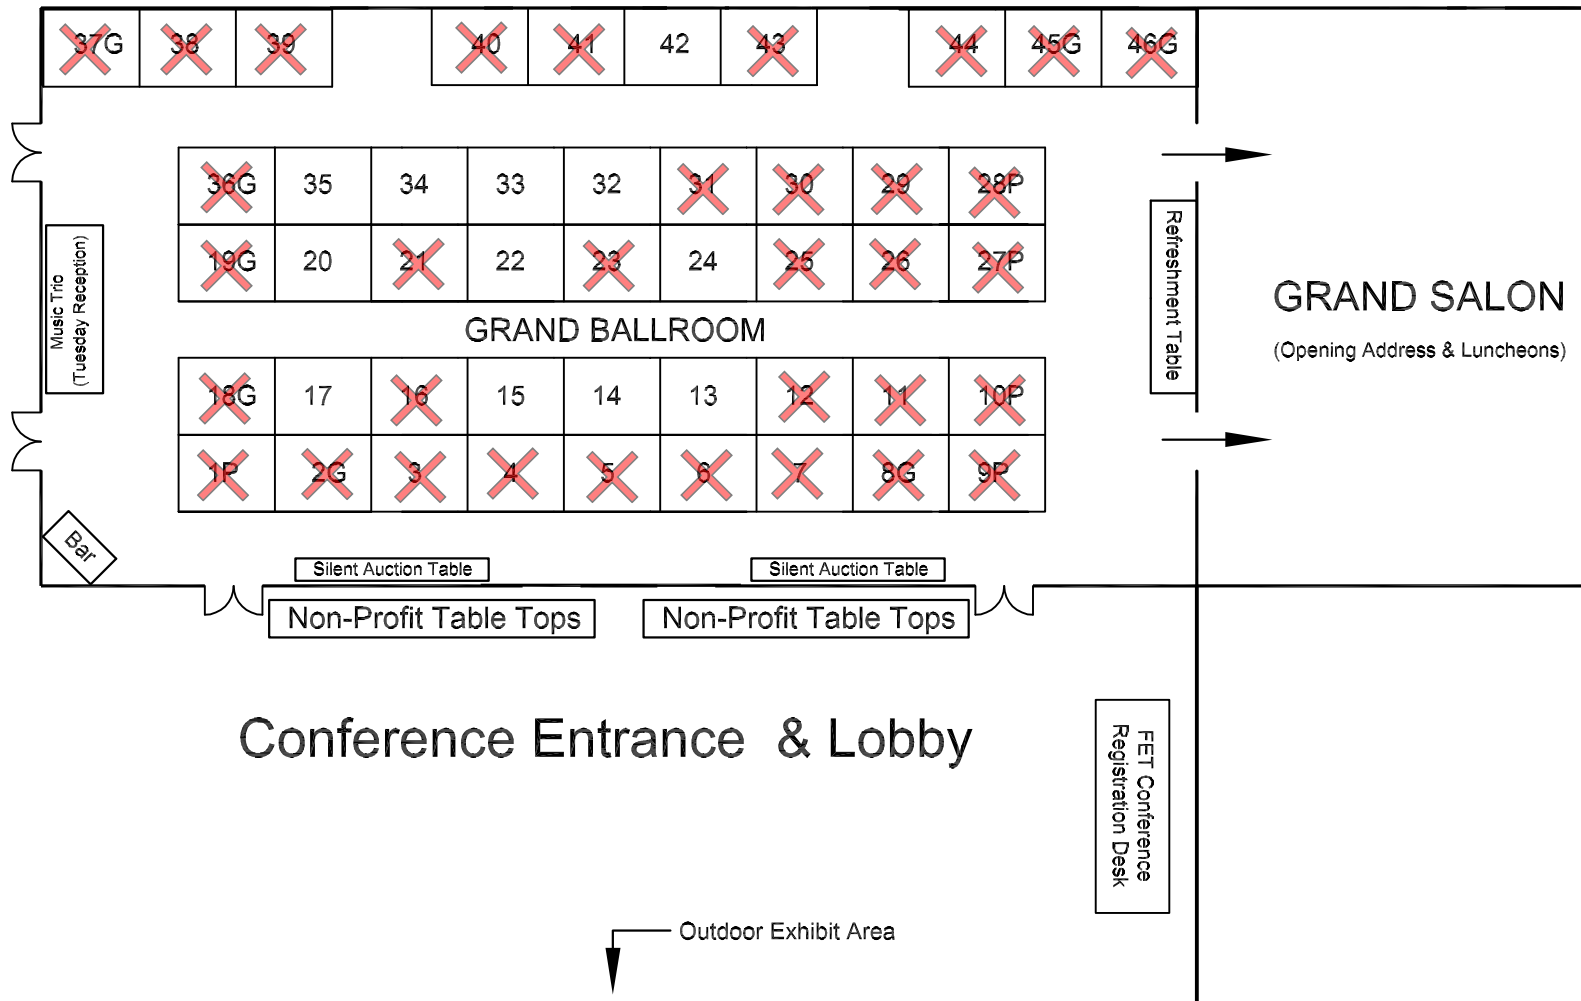 37G 38 39 40 41 42 43 44 45G 46G
36G 35 34 33 32 31 30 29 28P
19G 20 21 22 23 24 25 26 27P
Music Trio
(Tuesday Reception)
Refreshment Table
GRAND SALON
(Opening Address & Luncheons)
GRAND BALLROOM
18G 17 16 15 14 13 12 11 10P
1P 2G 3 4 5 6 7 8G 9P
Bar
Silent Auction Table
Silent Auction Table
Non-Profit Table Tops
Non-Profit Table Tops
Conference Entrance & Lobby
FET Conference
Registration Desk
Outdoor Exhibit Area